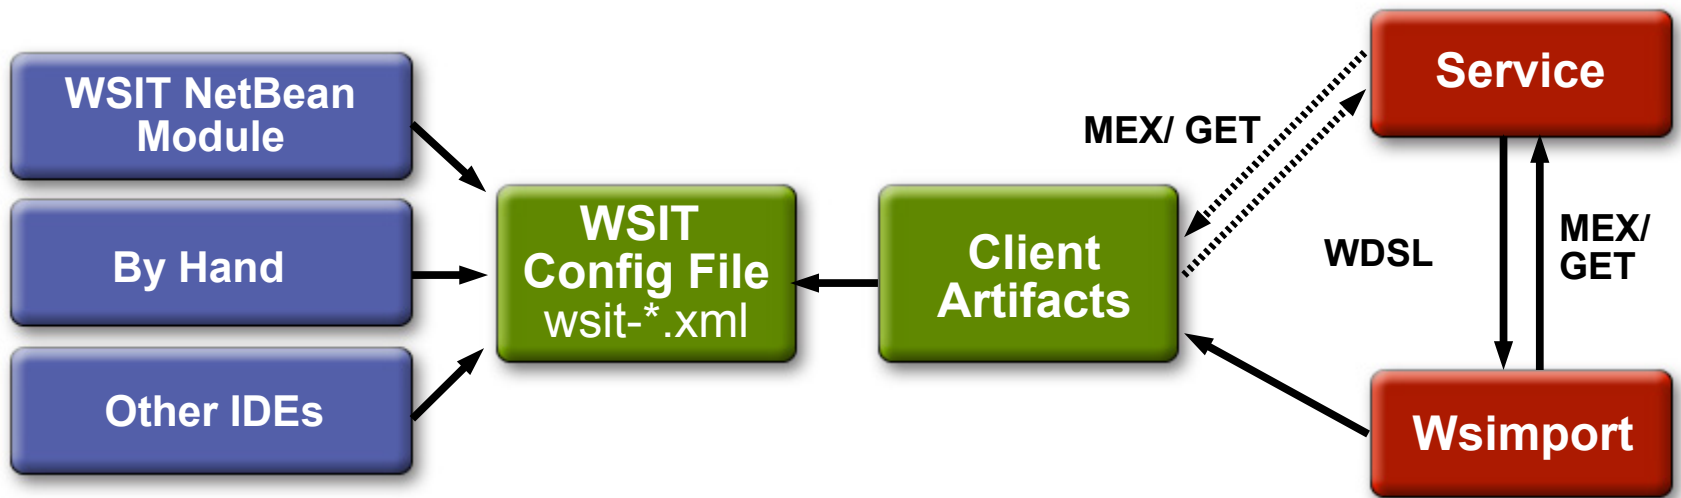 WSIT NetBean
Module
By Hand
Other IDEs
WSIT
Config File
wsit-*.xml
Client
Artifacts
MEX/ GET
Service
WDSL
MEX/
GET
Wsimport